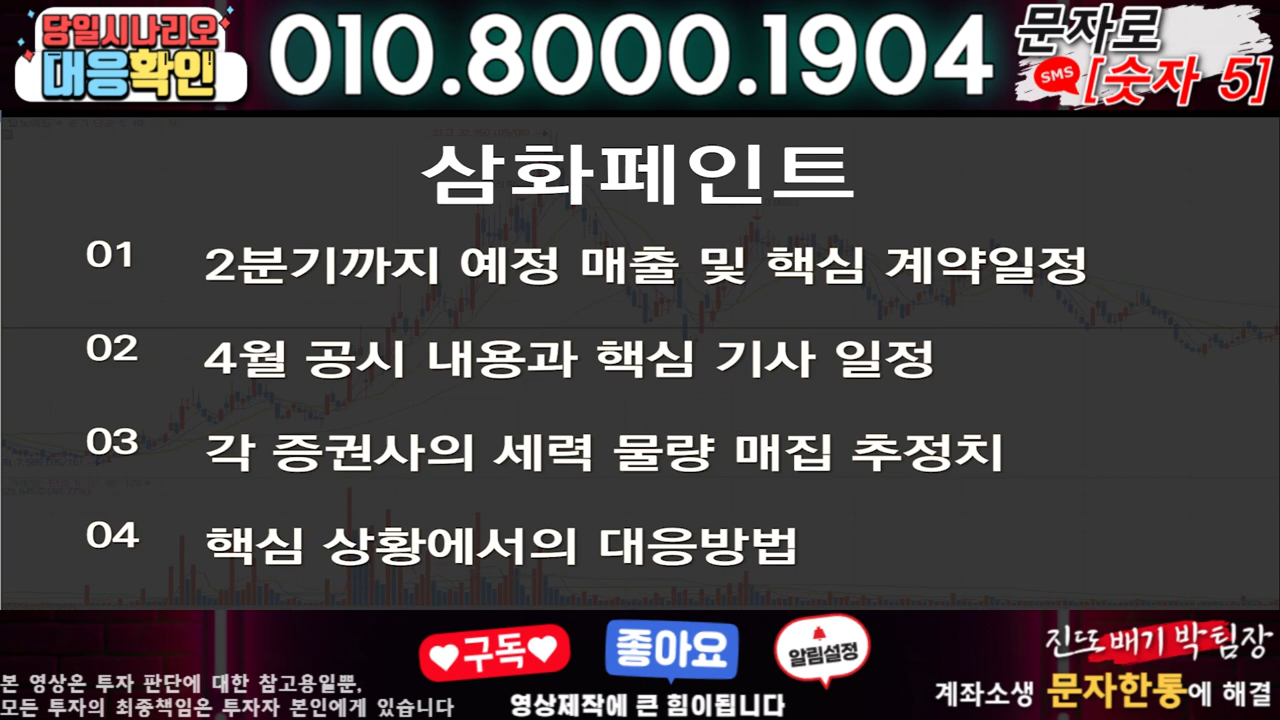 당일시나리오
대응확인
010.8000.1904
문자로
SMS [숫자 5]
삼화페인트
01 2분기까지 예정 매출 및 핵심 계약일정
02 4월 공시 내용과 핵심 기사 일정
03 각 증권사의 세력 물량 매집 추정치
04 핵심 상황에서의 대응방법
구독
좋아요
알림설정
영상제작에 큰 힘이됩니다
본 영상은 투자 판단에 대한 참고용일뿐,
모든 투자의 최종책임은 투자자 본인에게 있습니다
진또배기 박팀장
계좌소생 문자한통에 해결